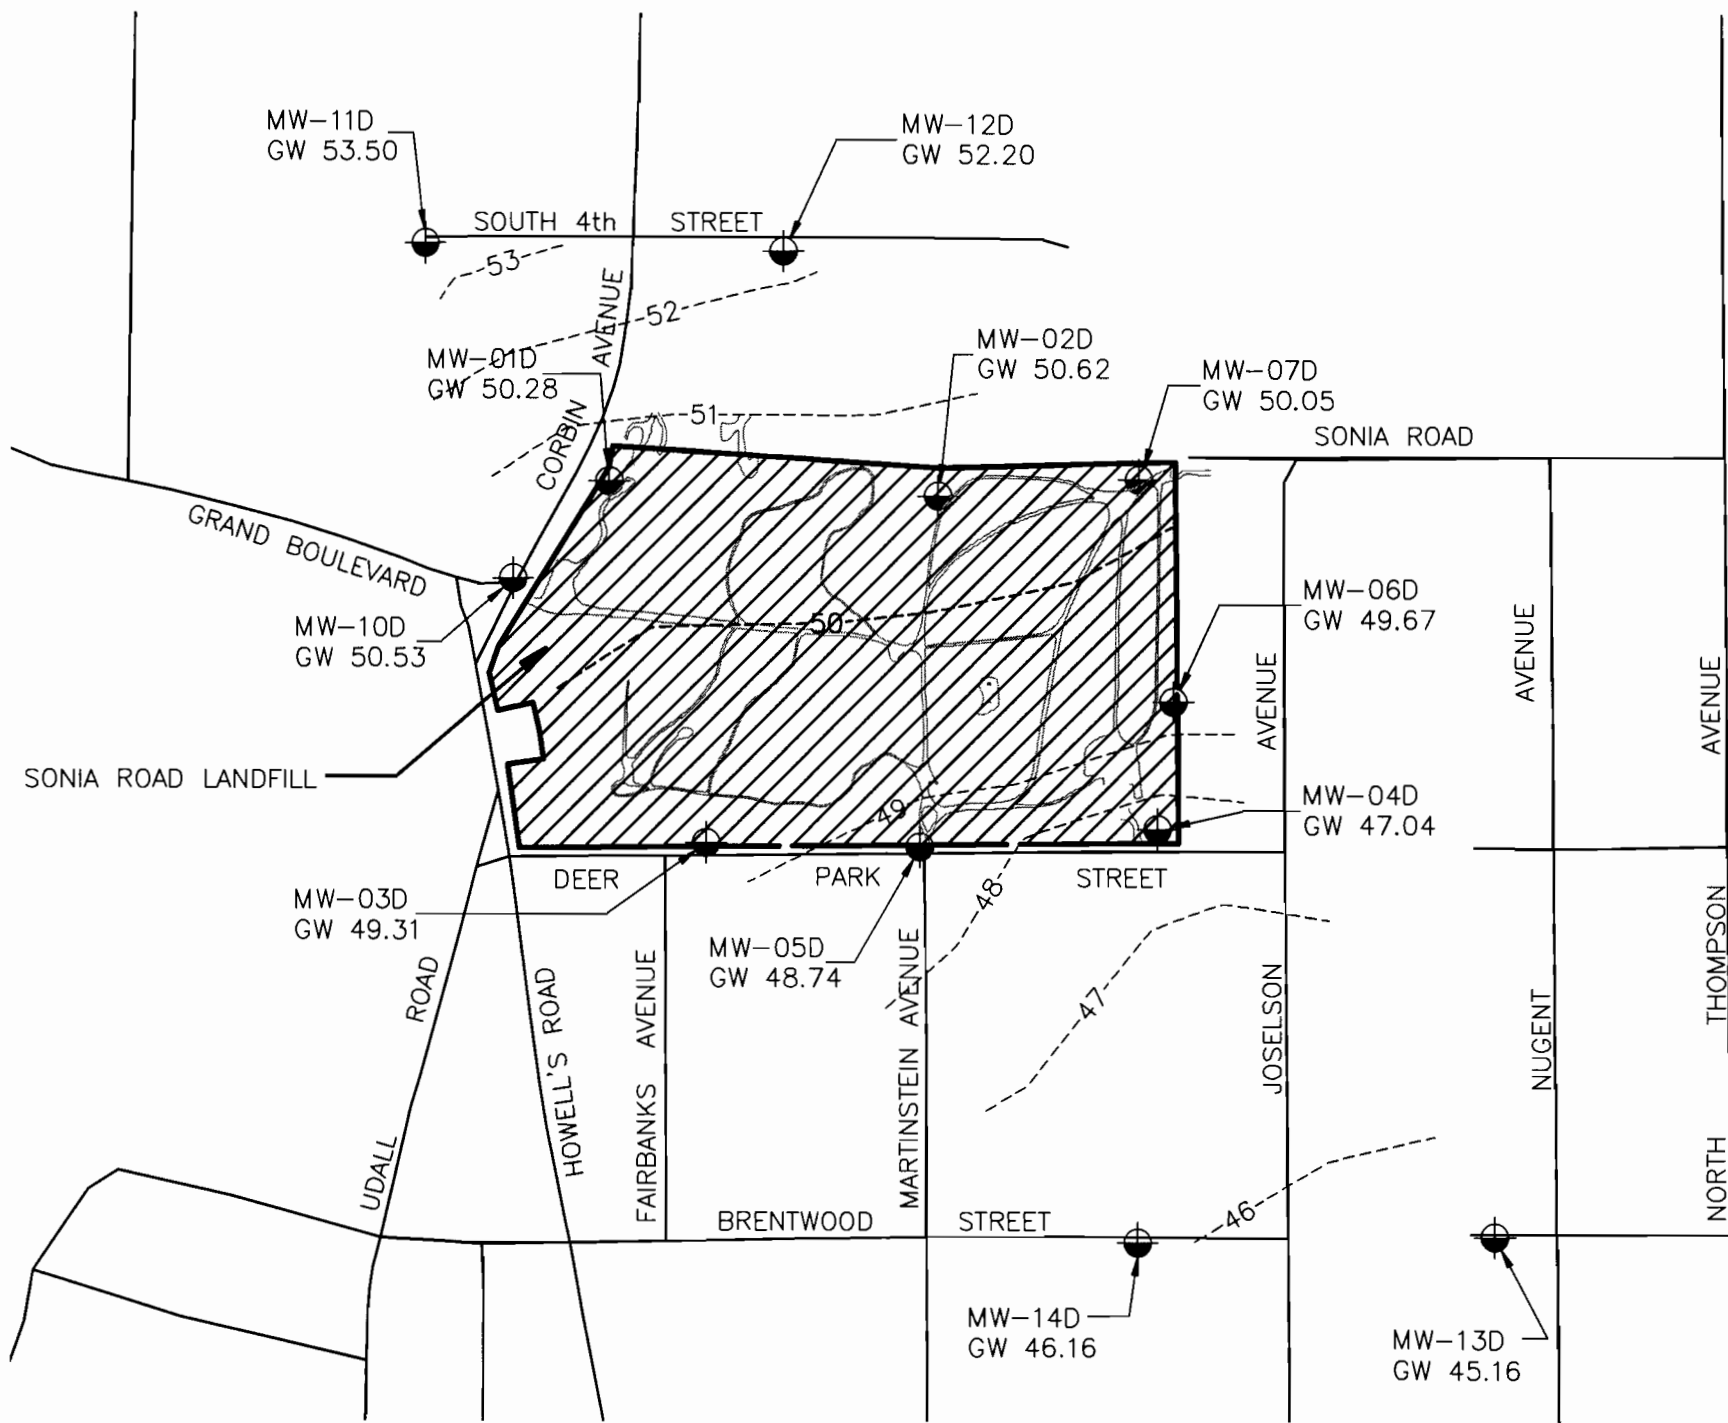 MW-11D
GW 53.50
MW-12D
GW 52.20
SOUTH 4th STREET
53
52
CORBIN AVENUE
MW-01D
GW 50.28
MW-02D
GW 50.62
MW-07D
GW 50.05
51
SONIA ROAD
GRAND BOULEVARD
MW-10D
GW 50.53
50
MW-06D
GW 49.67
SONIA ROAD LANDFILL
49
MW-04D
GW 47.04
DEER PARK STREET
MW-03D
GW 49.31
MW-05D
GW 48.74
48
47
UDALL ROAD
HOWELL'S ROAD
FAIRBANKS AVENUE
MARTINSTEIN AVENUE
JOSELSON AVENUE
NUGENT AVENUE
NORTH THOMPSON AVENUE
46
BRENTWOOD STREET
MW-14D
GW 46.16
MW-13D
GW 45.16